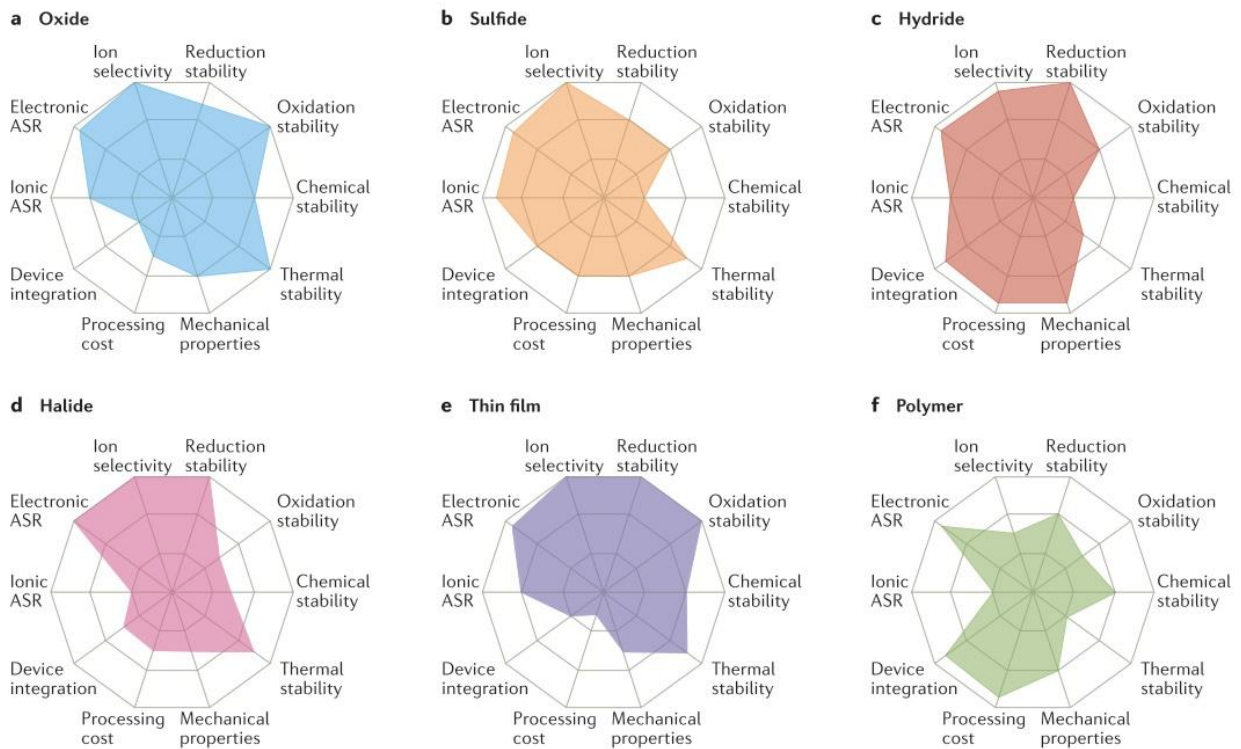 a Oxide
Ion
selectivity
Reduction
stability
Electronic
ASR
Oxidation
stability
Ionic
ASR
Chemical
stability
Device
integration
Thermal
stability
Processing
cost
Mechanical
properties
b Sulfide
Ion
selectivity
Reduction
stability
Electronic
ASR
Oxidation
stability
Ionic
ASR
Chemical
stability
Device
integration
Thermal
stability
Processing
cost
Mechanical
properties
c Hydride
Ion
selectivity
Reduction
stability
Electronic
ASR
Oxidation
stability
Ionic
ASR
Chemical
stability
Device
integration
Thermal
stability
Processing
cost
Mechanical
properties
d Halide
Ion
selectivity
Reduction
stability
Electronic
ASR
Oxidation
stability
Ionic
ASR
Chemical
stability
Device
integration
Thermal
stability
Processing
cost
Mechanical
properties
e Thin film
Ion
selectivity
Reduction
stability
Electronic
ASR
Oxidation
stability
Ionic
ASR
Chemical
stability
Device
integration
Thermal
stability
Processing
cost
Mechanical
properties
f Polymer
Ion
selectivity
Reduction
stability
Electronic
ASR
Oxidation
stability
Ionic
ASR
Chemical
stability
Device
integration
Thermal
stability
Processing
cost
Mechanical
properties